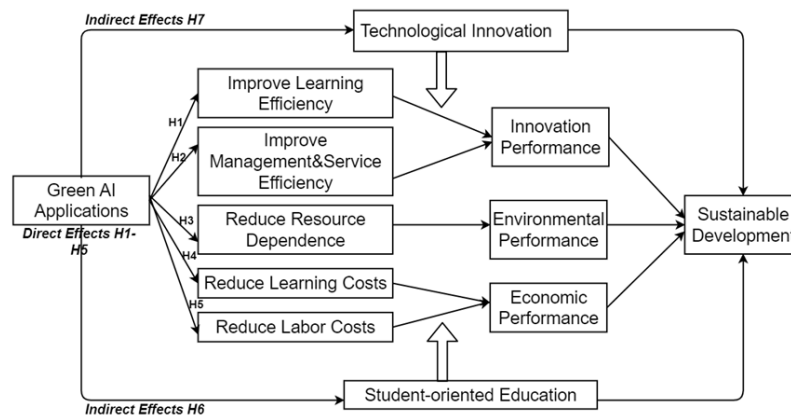 Indirect Effects H7
Technological Innovation
Improve Learning
Efficiency
H1
Improve
Management&Service
Efficiency
H2
Innovation
Performance
Green AI
Applications
Direct Effects H1-
H5
H3
Reduce Resource
Dependence
Environmental
Performance
Sustainable
Development
H4
Reduce Learning Costs
H5
Reduce Labor Costs
Economic
Performance
Student-oriented Education
Indirect Effects H6